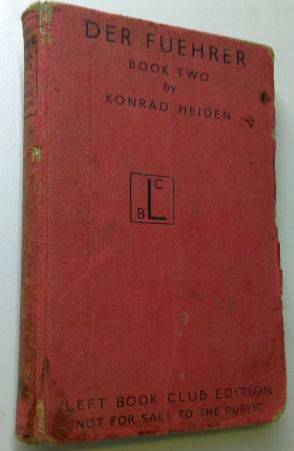 DER FUEHRER
BOOK TWO
by
KONRAD HEIDEN
L
B
C
LEFT BOOK CLUB EDITION
NOT FOR SALE TO THE PUBLIC